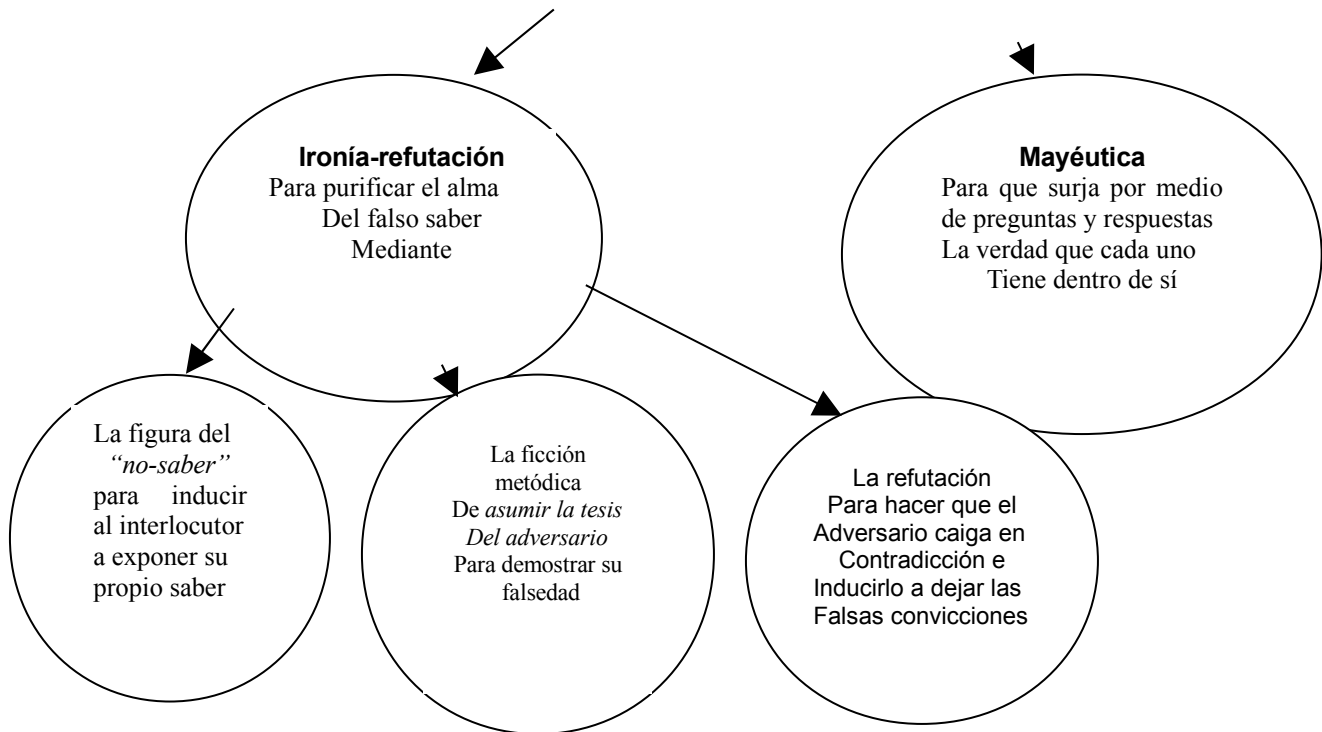 Ironía-refutación
Para purificar el alma
Del falso saber
Mediante
Mayéutica
Para que surja por medio
de preguntas y respuestas
La verdad que cada uno
Tiene dentro de sí
La figura del
“no-saber”
para inducir
al interlocutor
a exponer su
propio saber
La ficción
metódica
De asumir la tesis
Del adversario
Para demostrar su
falsedad
La refutación
Para hacer que el
Adversario caiga en
Contradicción e
Inducirlo a dejar las
Falsas convicciones